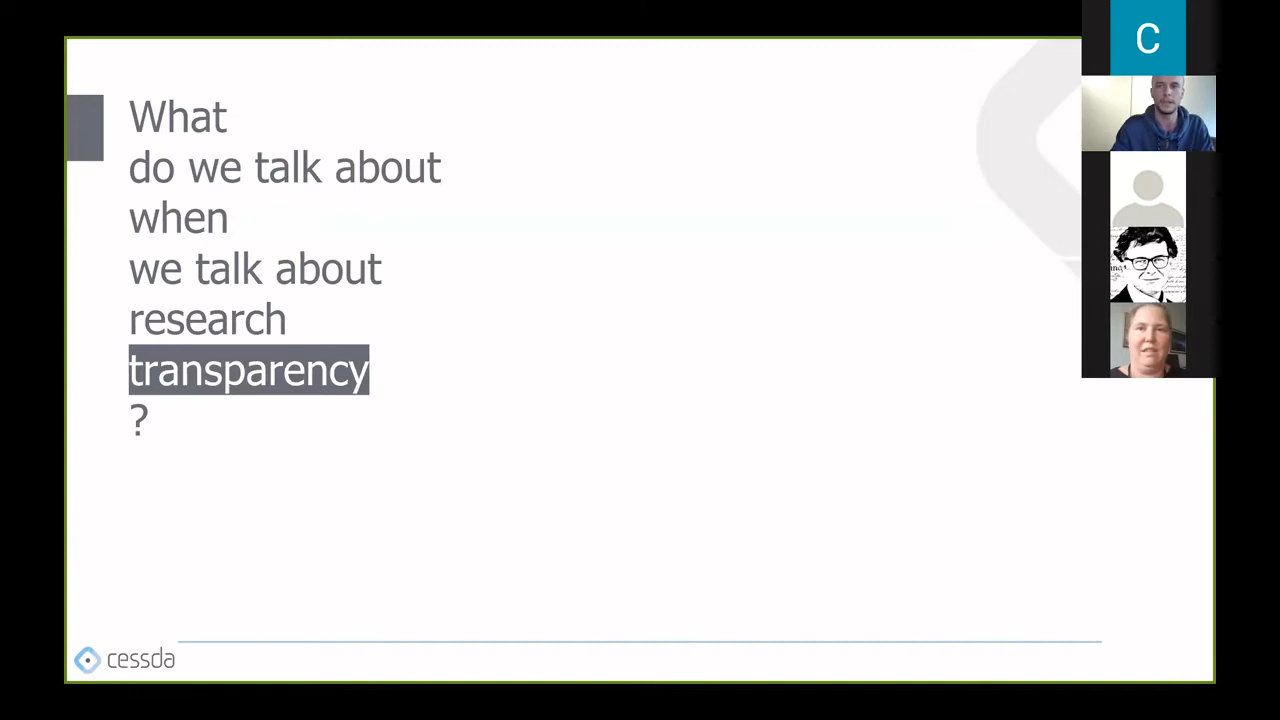 What
do we talk about
when
we talk about
research
transparency
?
cessda
C